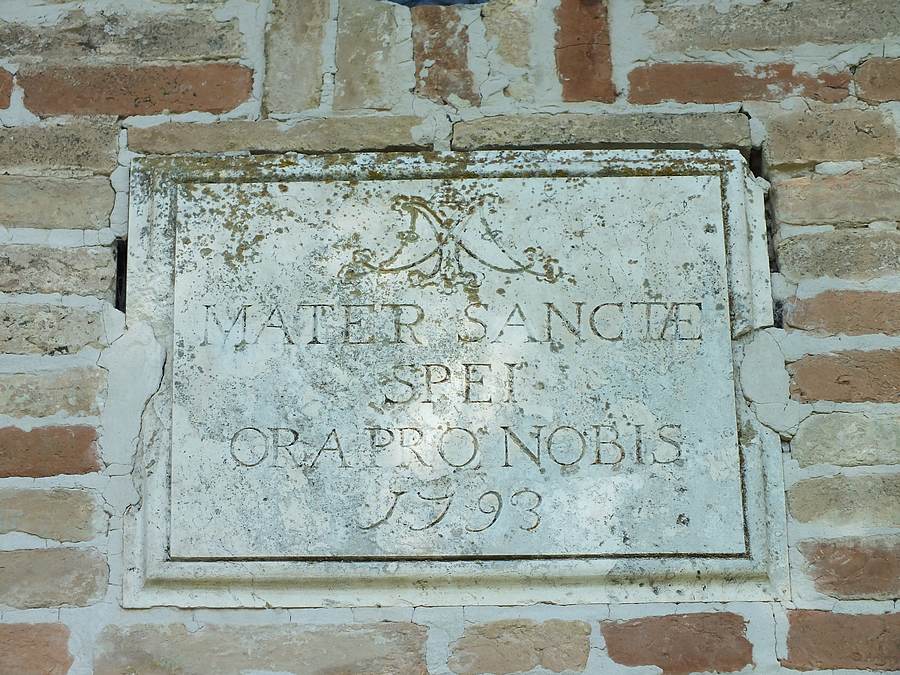 MATER SANCTÆ
SPEI
ORA PRO NOBIS
1793